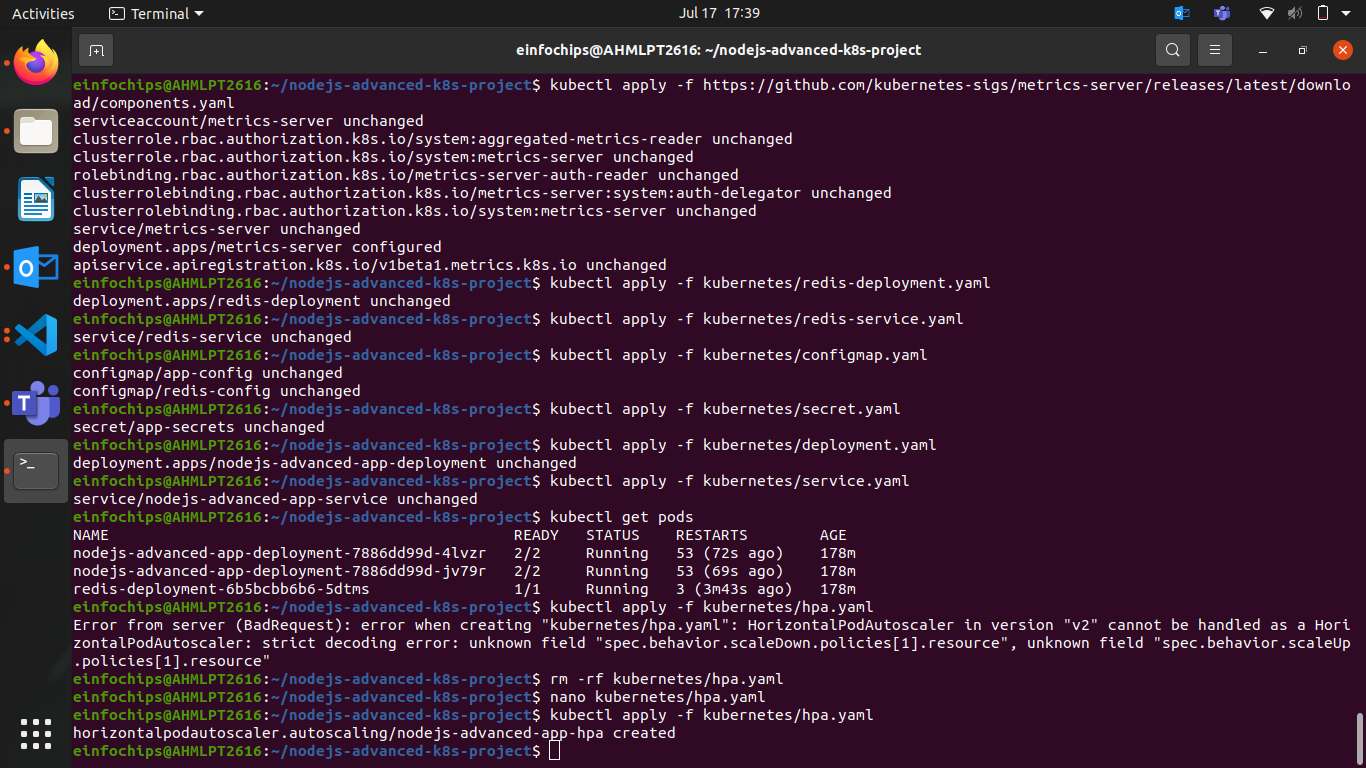 Activities
Terminal
Jul 17 17:39
einfochips@AHMLPT2616: ~/nodejs-advanced-k8s-project
einfochips@AHMLPT2616:~/nodejs-advanced-k8s-project$ kubectl apply -f https://github.com/kubernetes-sigs/metrics-server/releases/latest/downlo
ad/components.yaml
serviceaccount/metrics-server unchanged
clusterrole.rbac.authorization.k8s.io/system:aggregated-metrics-reader unchanged
clusterrole.rbac.authorization.k8s.io/system:metrics-server unchanged
rolebinding.rbac.authorization.k8s.io/metrics-server-auth-reader unchanged
clusterrolebinding.rbac.authorization.k8s.io/metrics-server:system:auth-delegator unchanged
clusterrolebinding.rbac.authorization.k8s.io/system:metrics-server unchanged
service/metrics-server unchanged
deployment.apps/metrics-server configured
apiservice.apiregistration.k8s.io/v1beta1.metrics.k8s.io unchanged
einfochips@AHMLPT2616:~/nodejs-advanced-k8s-project$ kubectl apply -f kubernetes/redis-deployment.yaml
deployment.apps/redis-deployment unchanged
einfochips@AHMLPT2616:~/nodejs-advanced-k8s-project$ kubectl apply -f kubernetes/redis-service.yaml
service/redis-service unchanged
einfochips@AHMLPT2616:~/nodejs-advanced-k8s-project$ kubectl apply -f kubernetes/configmap.yaml
configmap/app-config unchanged
configmap/redis-config unchanged
einfochips@AHMLPT2616:~/nodejs-advanced-k8s-project$ kubectl apply -f kubernetes/secret.yaml
secret/app-secrets unchanged
einfochips@AHMLPT2616:~/nodejs-advanced-k8s-project$ kubectl apply -f kubernetes/deployment.yaml
deployment.apps/nodejs-advanced-app-deployment unchanged
einfochips@AHMLPT2616:~/nodejs-advanced-k8s-project$ kubectl apply -f kubernetes/service.yaml
service/nodejs-advanced-app-service unchanged
einfochips@AHMLPT2616:~/nodejs-advanced-k8s-project$ kubectl get pods
NAME READY STATUS RESTARTS AGE
nodejs-advanced-app-deployment-7886dd99d-4lvzr 2/2 Running 53 (72s ago) 178m
nodejs-advanced-app-deployment-7886dd99d-jv79r 2/2 Running 53 (69s ago) 178m
redis-deployment-6b5bcbb6b6-5dtms 1/1 Running 3 (3m43s ago) 178m
einfochips@AHMLPT2616:~/nodejs-advanced-k8s-project$ kubectl apply -f kubernetes/hpa.yaml
Error from server (BadRequest): error when creating "kubernetes/hpa.yaml": HorizontalPodAutoscaler in version "v2" cannot be handled as a Hori
zontalPodAutoscaler: strict decoding error: unknown field "spec.behavior.scaleDown.policies[1].resource", unknown field "spec.behavior.scaleUp
.policies[1].resource"
einfochips@AHMLPT2616:~/nodejs-advanced-k8s-project$ rm -rf kubernetes/hpa.yaml
einfochips@AHMLPT2616:~/nodejs-advanced-k8s-project$ nano kubernetes/hpa.yaml
einfochips@AHMLPT2616:~/nodejs-advanced-k8s-project$ kubectl apply -f kubernetes/hpa.yaml
horizontalpodautoscaler.autoscaling/nodejs-advanced-app-hpa created
einfochips@AHMLPT2616:~/nodejs-advanced-k8s-project$